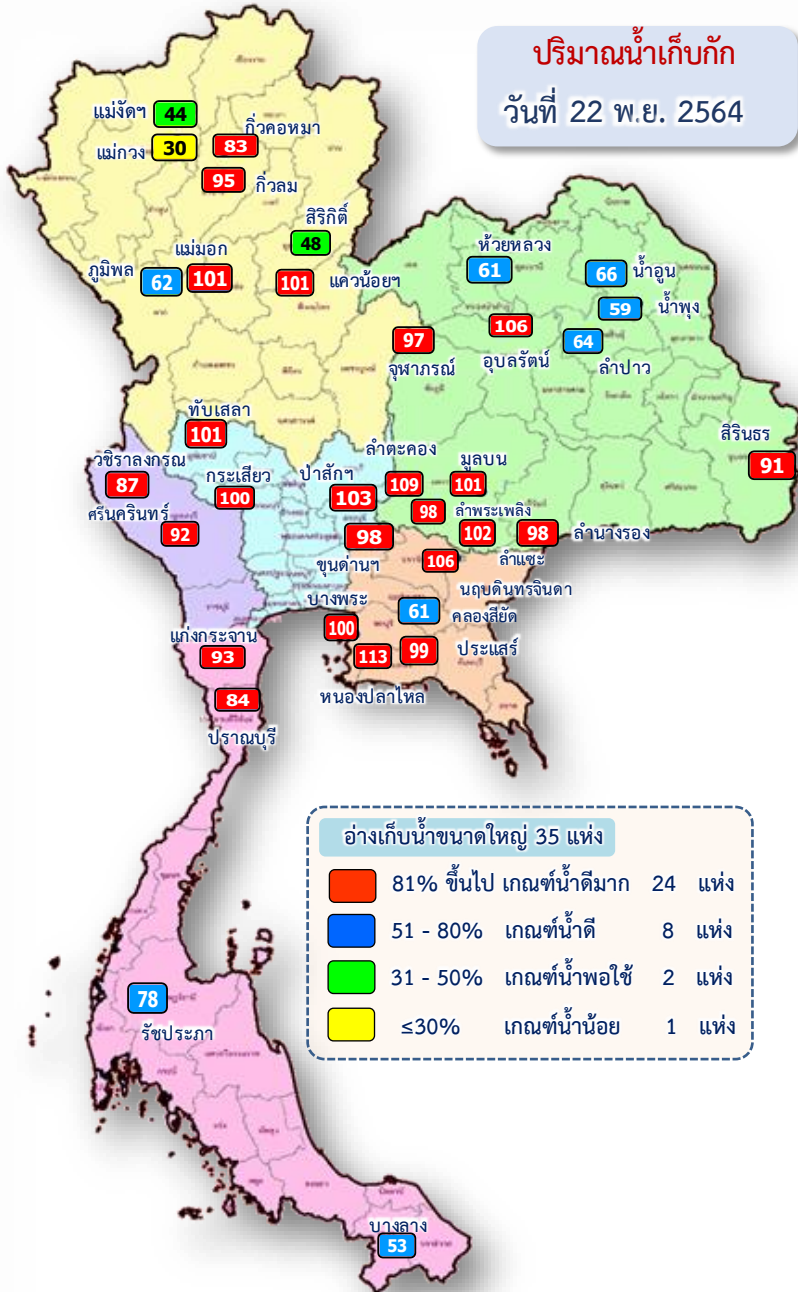 ปริมาณน้ำเก็บกัก
วันที่ 22 พ.ย. 2564
แม่งัดฯ 44
กิ่วคอหมา
แม่กวง 30 83
95 กิ่วลม
สิริกิติ์
48
แม่มอก
ภูมิพล 62 101 101 แควน้อยฯ
ห้วยหลวง
61 66 น้ำอูน
59 น้ำพุง
106
97 64
จุฬาภรณ์ อุบลรัตน์ ลำปาว
ทับเสลา
101
วชิราลงกรณ
87
กระเสียว
100
ศรีนครินทร์
92
ป่าสักฯ
103
ลำตะคอง
109
มูลบน
101
สิรินธร
91
98 ลำพระเพลิง
98 102 98 ลำนางรอง
ขุนด่านฯ 106 ลำแซะ
นฤบดินทรจินดา
บางพระ
100
61 คลองสียัด
113 99 ประแสร์
หนองปลาไหล
แก่งกระจาน
93
84
ปราณบุรี
อ่างเก็บน้ำขนาดใหญ่ 35 แห่ง
81% ขึ้นไป เกณฑ์น้ำดีมาก 24 แห่ง
51 - 80% เกณฑ์น้ำดี 8 แห่ง
31 - 50% เกณฑ์น้ำพอใช้ 2 แห่ง
≤30% เกณฑ์น้ำน้อย 1 แห่ง
78
รัชประภา
บางลาง
53